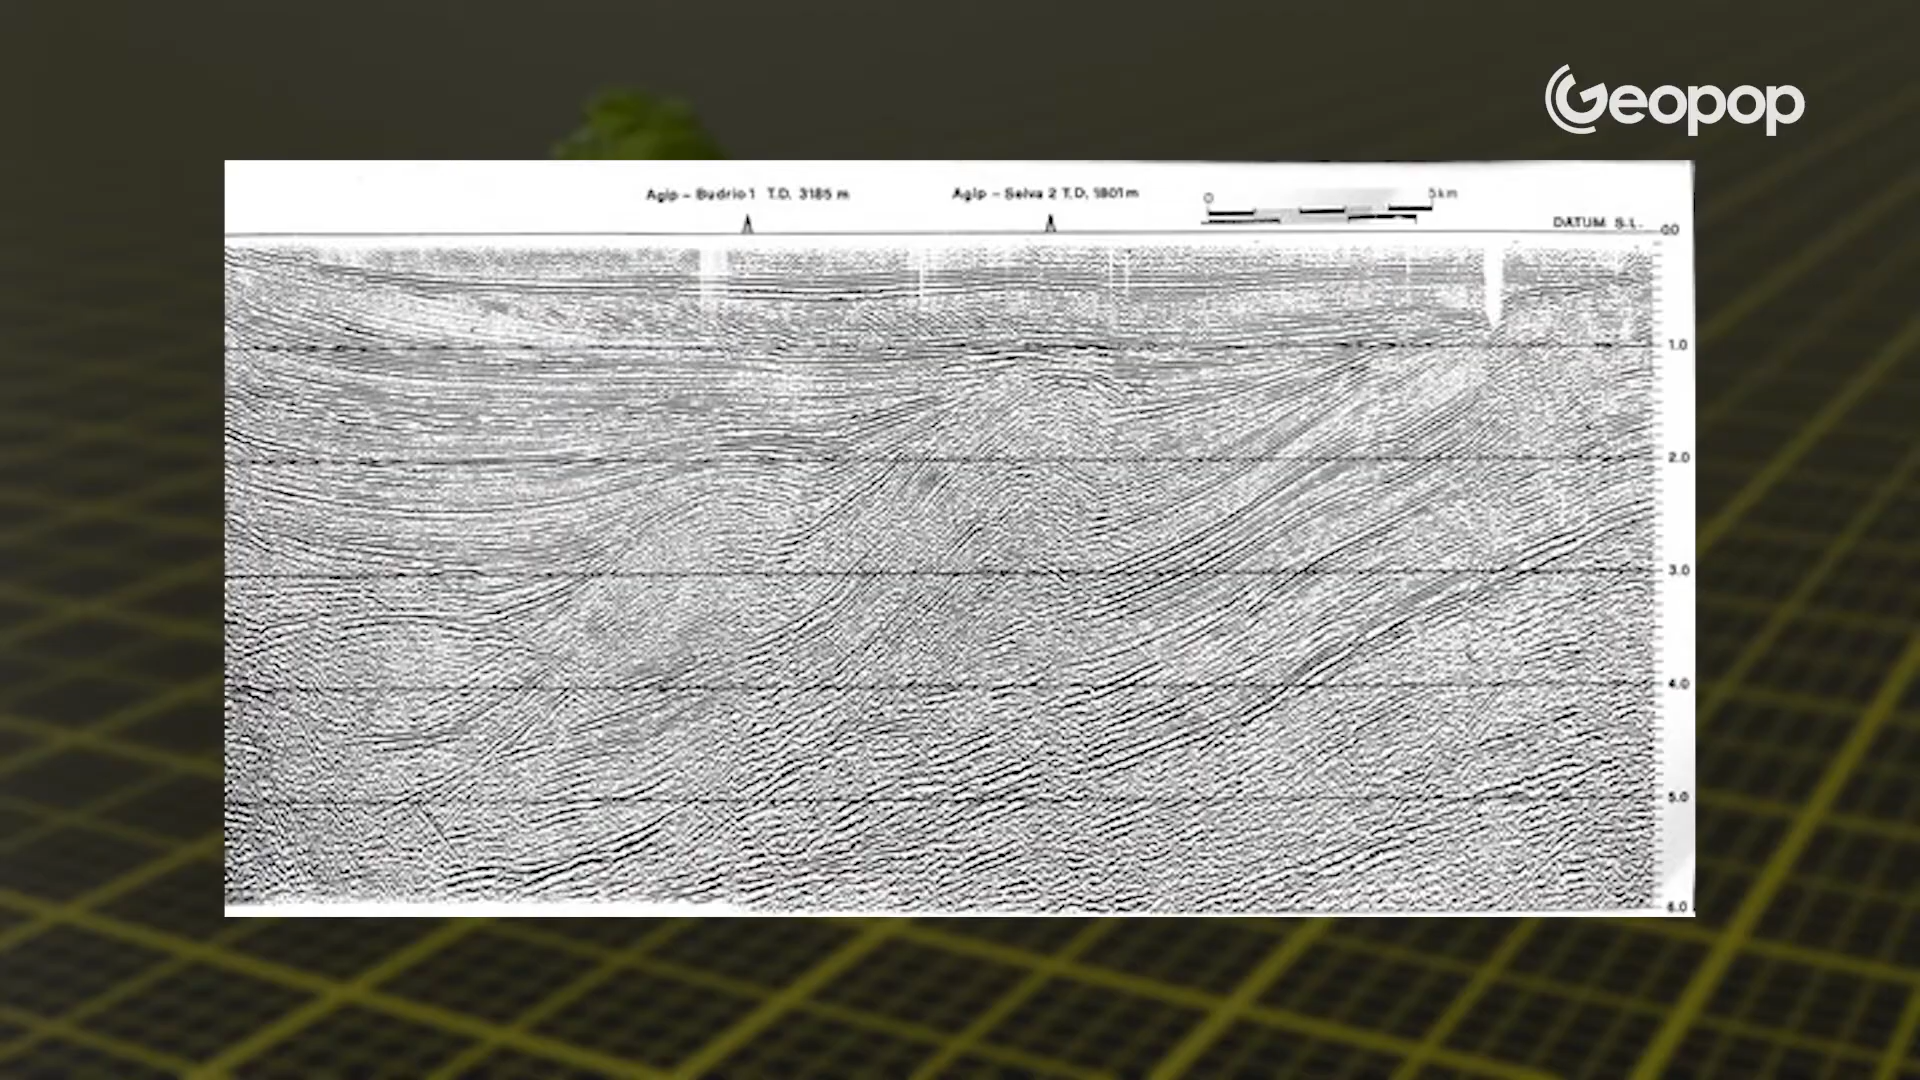 Geopop
Agip - Budrio 1 T.D. 3185 m
Agip - Selva 2 T.D. 1801 m
0 5 km
DATUM S.L.
0.0
1.0
2.0
3.0
4.0
5.0
6.0